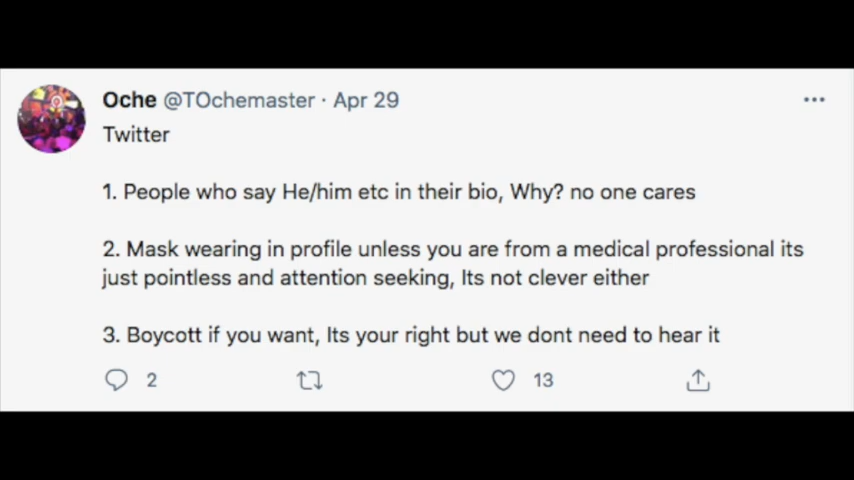 Oche @TOchemaster · Apr 29
Twitter
1. People who say He/him etc in their bio, Why? no one cares
2. Mask wearing in profile unless you are from a medical professional its
just pointless and attention seeking, Its not clever either
3. Boycott if you want, Its your right but we dont need to hear it
2 13